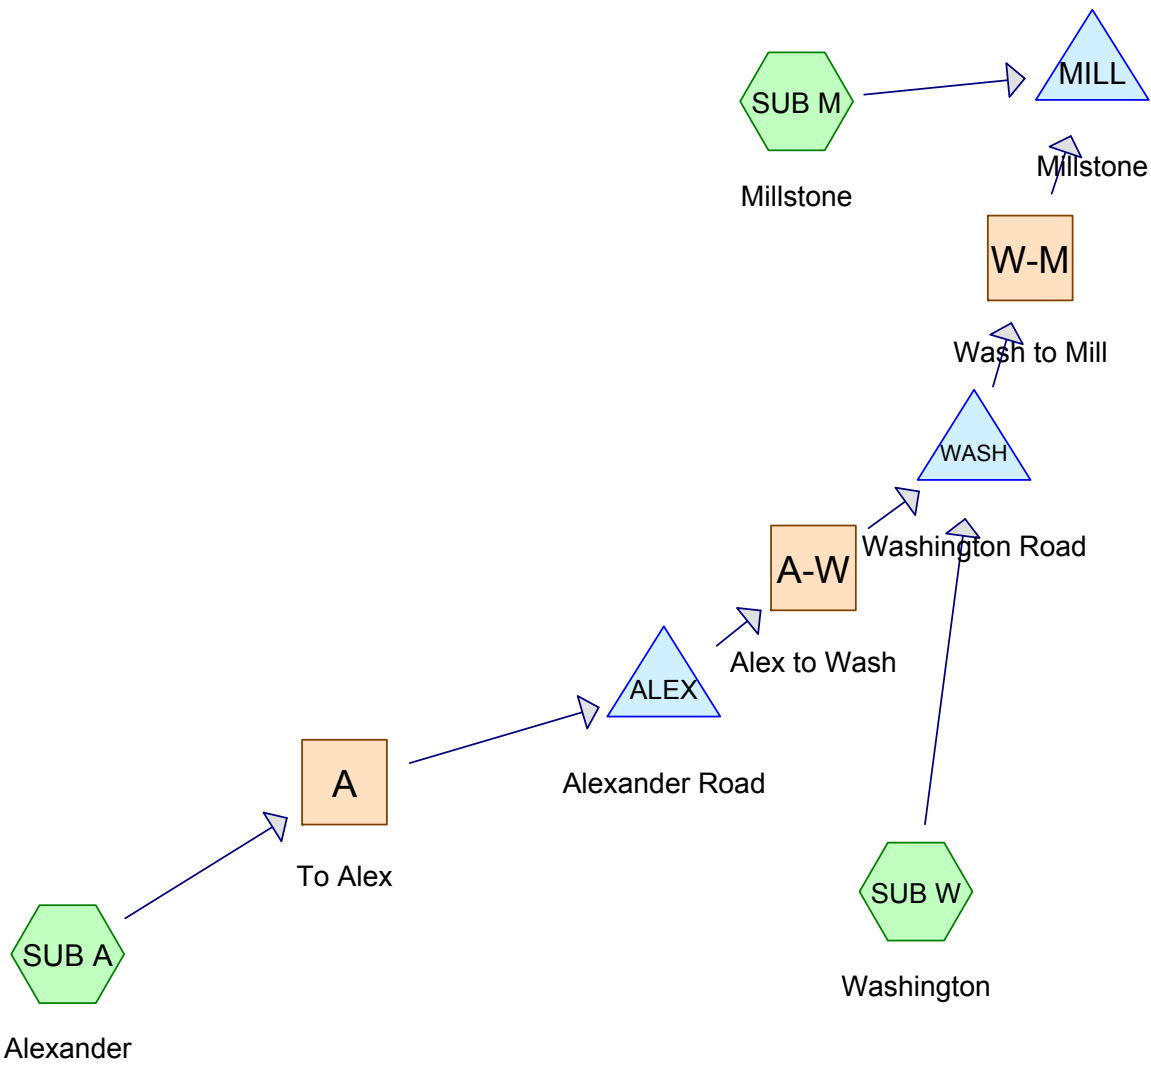 MILL
SUB M
Millstone
Millstone
W-M
Wash to Mill
WASH
Washington Road
A-W
Alex to Wash
ALEX
Alexander Road
A
To Alex
SUB W
Washington
SUB A
Alexander